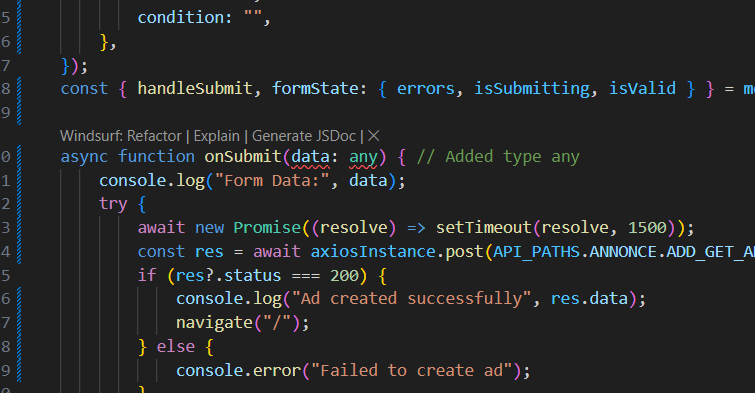 5 condition: "",
6 },
7 });
8 const { handleSubmit, formState: { errors, isSubmitting, isValid } } =
9
Windsurf: Refactor | Explain | Generate JSDoc | ×
0 async function onSubmit(data: any) { // Added type any
1 console.log("Form Data:", data);
2 try {
3 await new Promise((resolve) => setTimeout(resolve, 1500));
4 const res = await axiosInstance.post(API_PATHS.ANNONCE.
5 if (res?.status === 200) {
6 console.log("Ad created successfully", res.data);
7 navigate("/");
8 } else {
9 console.error("Failed to create ad");
0 }